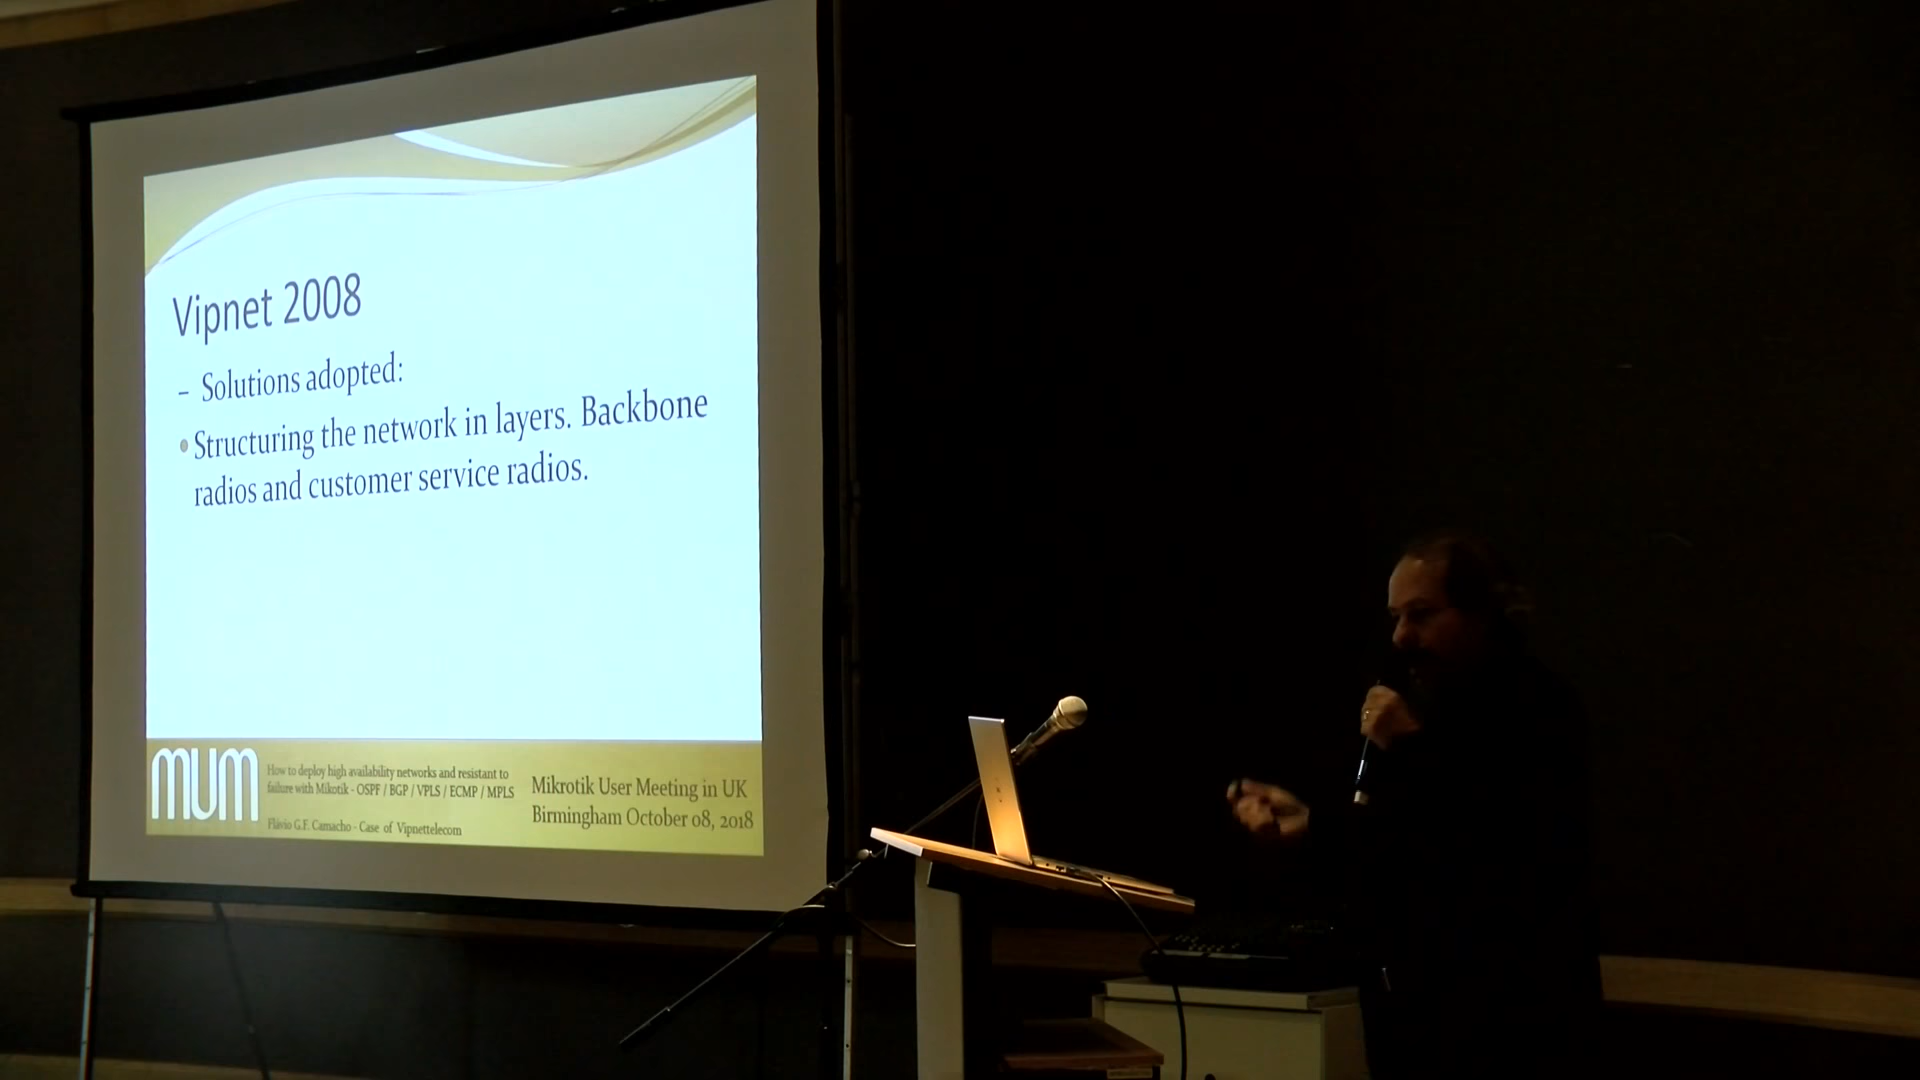 Vipnet 2008
– Solutions adopted:
• Structuring the network in layers. Backbone
radios and customer service radios.
mum
How to deploy high availability networks and resistant to
failure with Mikotik - OSPF / BGP / VPLS / ECMP / MPLS
Flávio G.F. Camacho - Case of Vipnettelecom
Mikrotik User Meeting in UK
Birmingham October 08, 2018